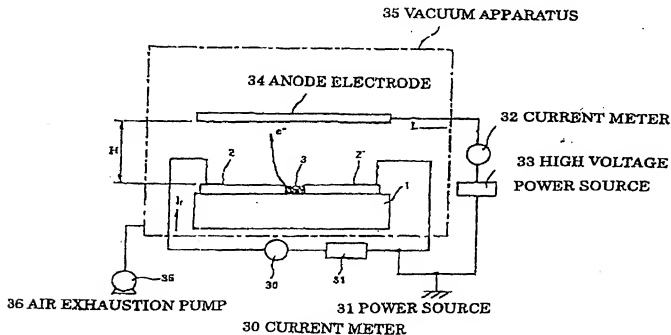 35 VACUUM APPARATUS
34 ANODE ELECTRODE
32 CURRENT METER
33 HIGH VOLTAGE
POWER SOURCE
e⁻
H
2
3
2'
1
If
30
31
36
36 AIR EXHAUSTION PUMP
31 POWER SOURCE
30 CURRENT METER